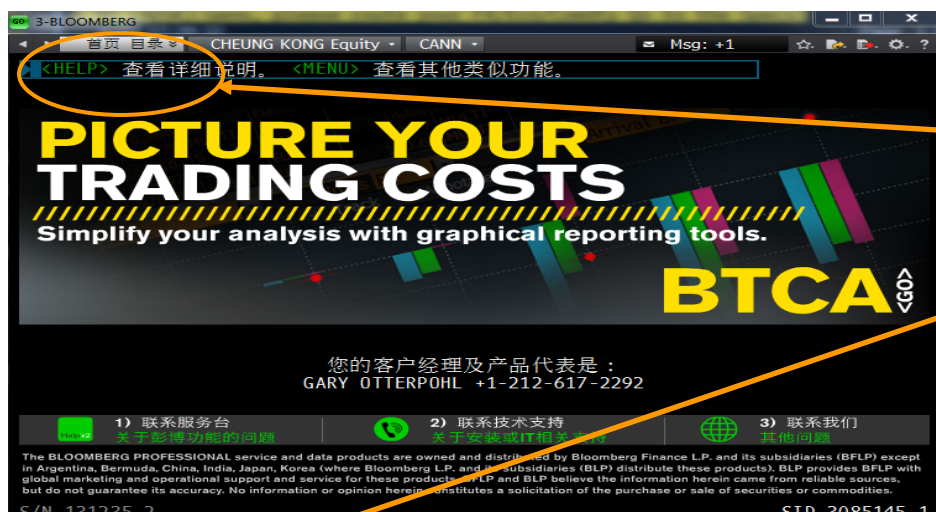 3-BLOOMBERG
首页 目录 CHEUNG KONG Equity CANN Msg: +1
<HELP> 查看详细说明。 <MENU> 查看其他类似功能。
PICTURE YOUR
TRADING COSTS
Simplify your analysis with graphical reporting tools.
BTCA <GO>
您的客户经理及产品代表是：
GARY OTTERPOHL +1-212-617-2292
1) 联系服务台 2) 联系技术支持 3) 联系我们
Help x2 关于彭博功能的问题 关于安装或IT相关支持 其他问题
The BLOOMBERG PROFESSIONAL service and data products are owned and distributed by Bloomberg Finance L.P. and its subsidiaries (BFLP) except
in Argentina, Bermuda, China, India, Japan, Korea (where Bloomberg L.P. and its subsidiaries (BLP) distribute these products). BLP provides BFLP with
global marketing and operational support and service for these products. BFLP and BLP believe the information herein came from reliable sources,
but do not guarantee its accuracy. No information or opinion herein constitutes a solicitation of the purchase or sale of securities or commodities.
S/N 131235-2 SID 3085145-1